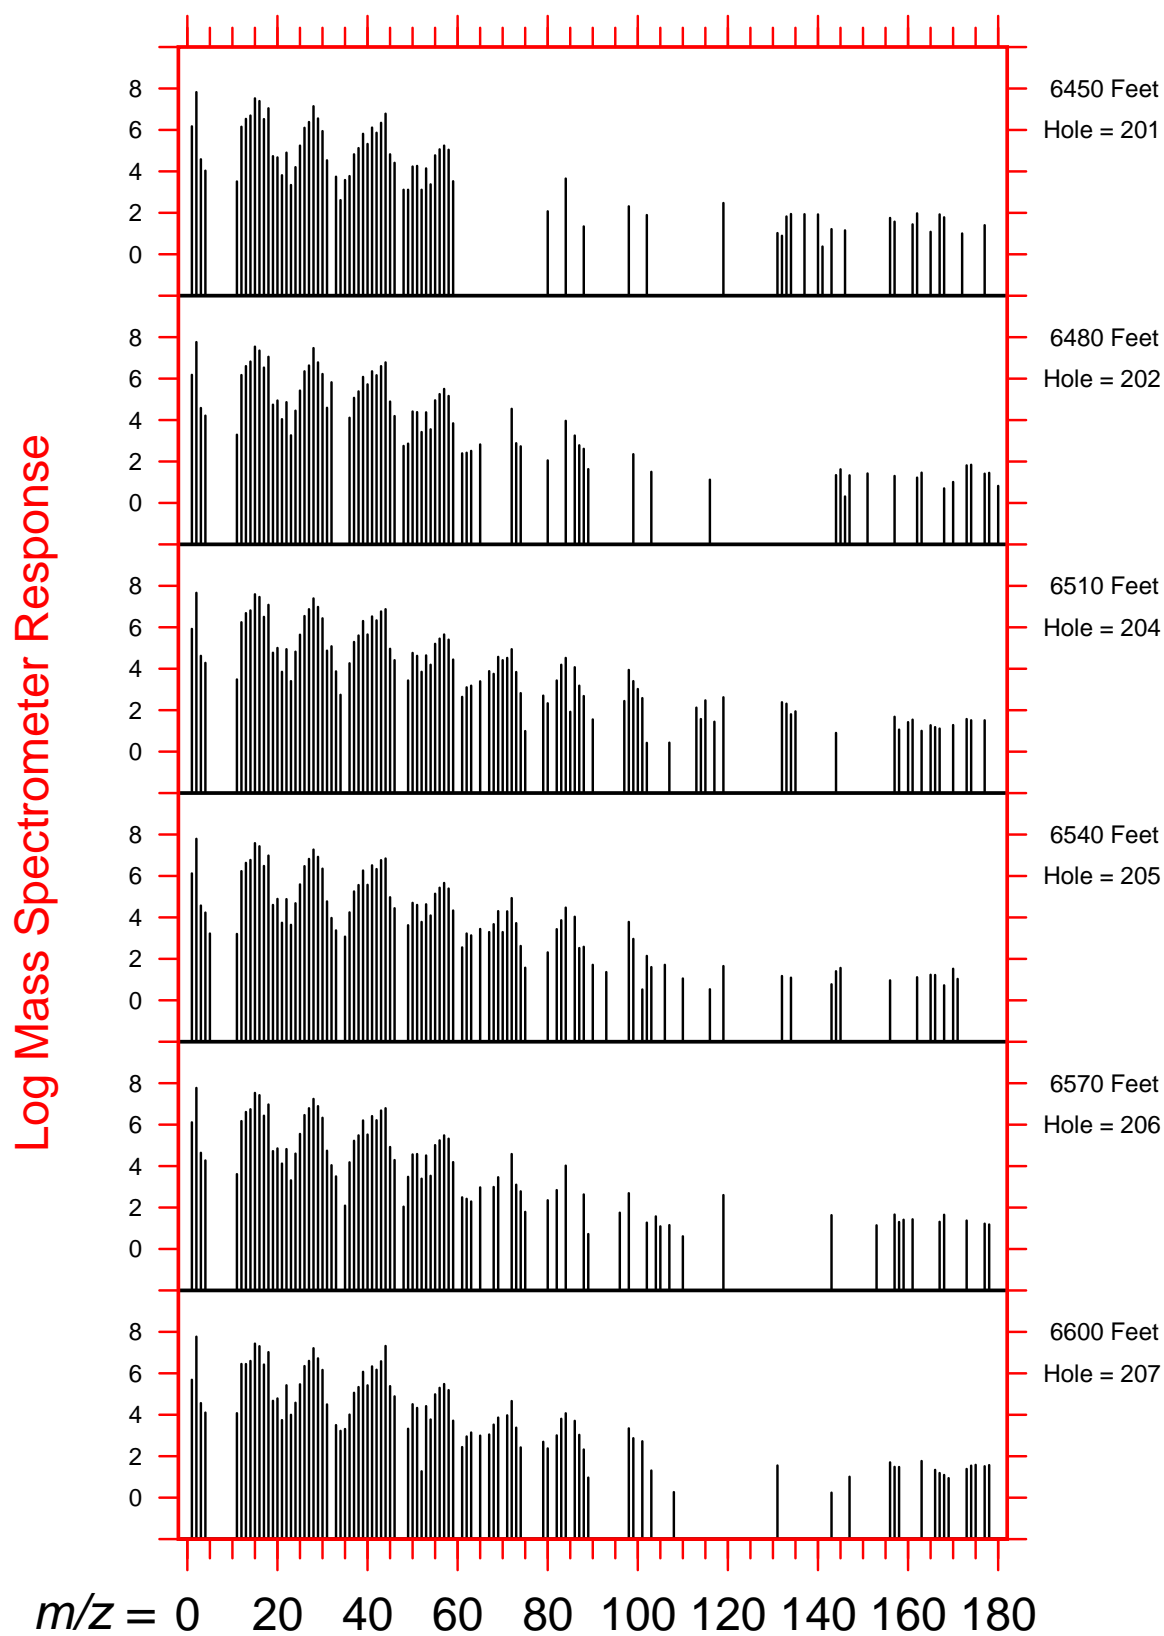 8 6450 Feet
6 Hole = 201
4
2
0
8 6480 Feet
6 Hole = 202
4
2
0
8 6510 Feet
6 Hole = 204
4
2
0
8 6540 Feet
6 Hole = 205
4
2
0
8 6570 Feet
6 Hole = 206
4
2
0
8 6600 Feet
6 Hole = 207
4
2
0
Log Mass Spectrometer Response
m/z = 0 20 40 60 80 100 120 140 160 180